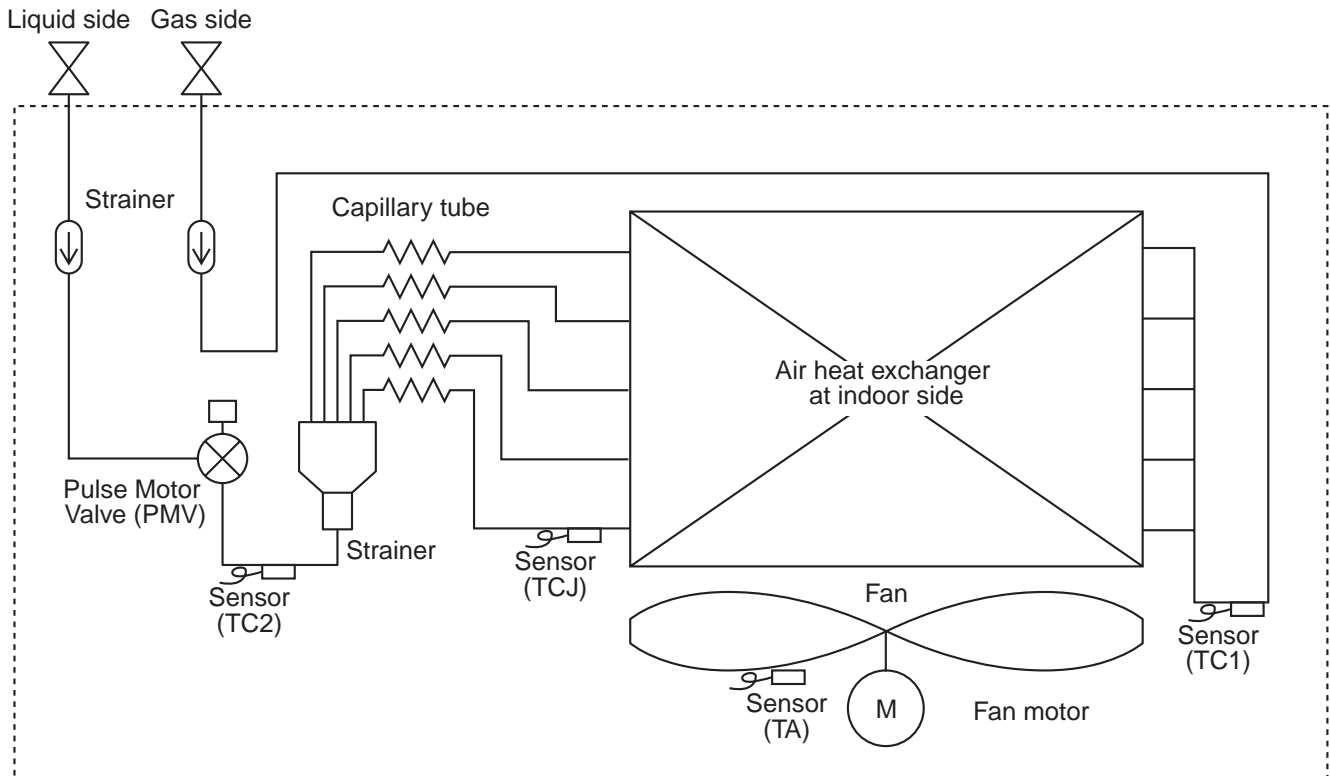 Liquid side
Gas side
Strainer
Capillary tube
Air heat exchanger
at indoor side
Pulse Motor
Valve (PMV)
Strainer
Sensor
(TCJ)
Sensor
(TC2)
Fan
Sensor
(TC1)
Sensor
(TA)
M
Fan motor